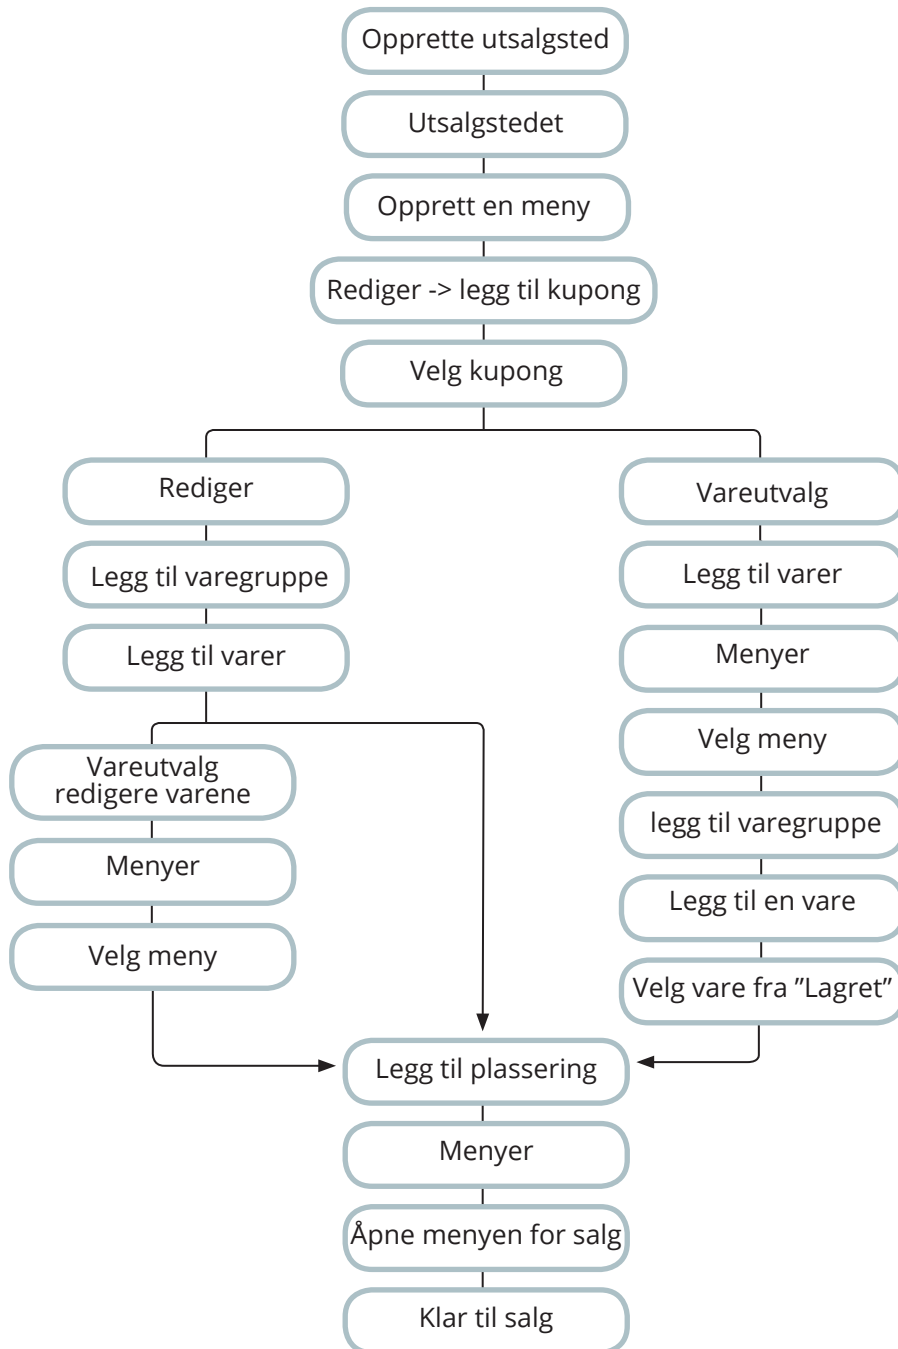 Opprette utsalgsted
Utsalgstedet
Opprett en meny
Rediger -> legg til kupong
Velg kupong
Rediger
Legg til varegruppe
Legg til varer
Vareutvalg
redigere varene
Menyer
Velg meny
Vareutvalg
Legg til varer
Menyer
Velg meny
legg til varegruppe
Legg til en vare
Velg vare fra ”Lagret”
Legg til plassering
Menyer
Åpne menyen for salg
Klar til salg